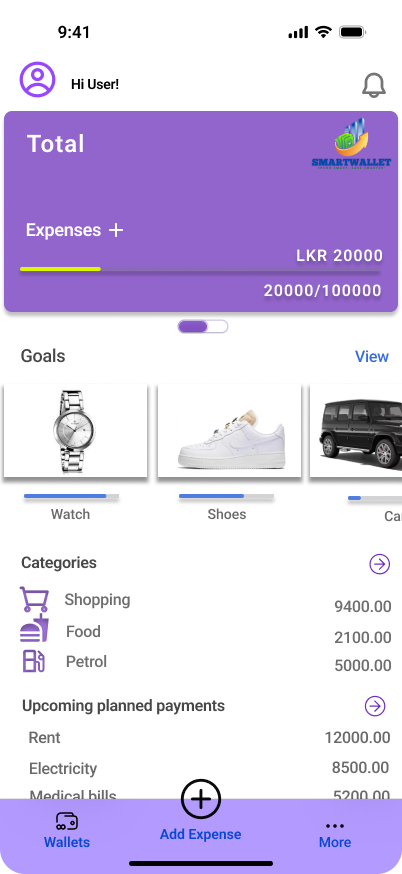 9:41
Hi User!
Total
SMARTWALLET
Expenses
LKR 20000
20000/100000
Goals
View
Watch
Shoes
Ca
Categories
Shopping
9400.00
Food
2100.00
Petrol
5000.00
Upcoming planned payments
Rent
12000.00
Electricity
8500.00
Medical bills
5200.00
Wallets
Add Expense
More